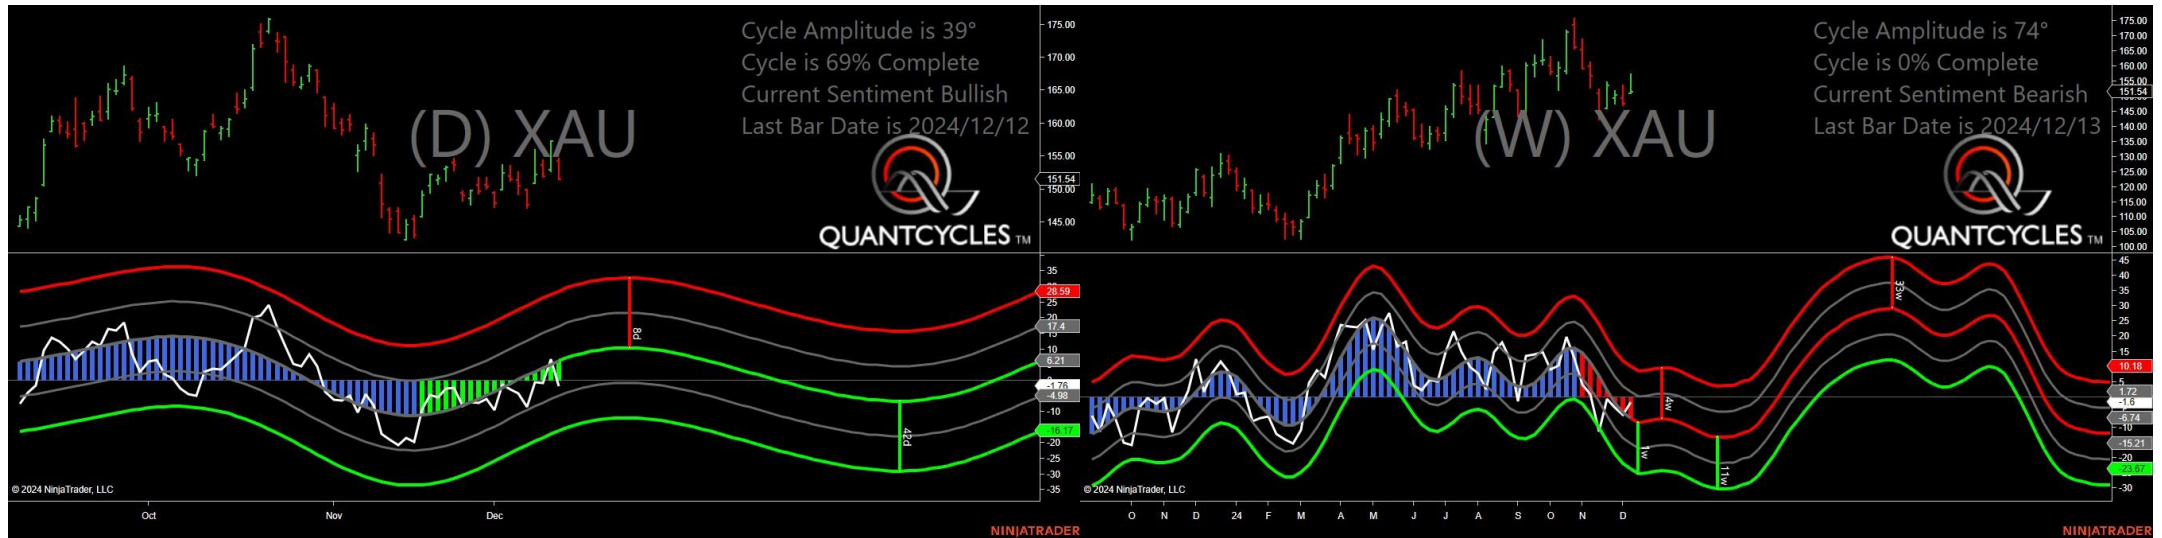 Cycle Amplitude is 39°
Cycle is 69% Complete
Current Sentiment Bullish
Last Bar Date is 2024/12/12
(D) XAU
QUANTCYCLES TM
175.00
170.00
165.00
160.00
155.00
151.54
150.00
145.00
35
28.59
25
20
17.4
10
6.21
-1.76
-4.98
-10
-16.17
-20
-25
-30
-35
8d
42d
© 2024 NinjaTrader, LLC
Oct
Nov
Dec
NINJATRADER
Cycle Amplitude is 74°
Cycle is 0% Complete
Current Sentiment Bearish
Last Bar Date is 2024/12/13
(W) XAU
QUANTCYCLES TM
175.00
170.00
165.00
160.00
155.00
151.54
145.00
140.00
135.00
130.00
125.00
120.00
115.00
110.00
105.00
100.00
45
40
35
30
25
20
15
10.18
5
1.72
-1.6
-6.74
-10
-15.21
-20
-23.67
-30
33w
4w
1w
11w
© 2024 NinjaTrader, LLC
O
N
D
24
F
M
A
M
J
J
A
S
O
N
D
NINJATRADER